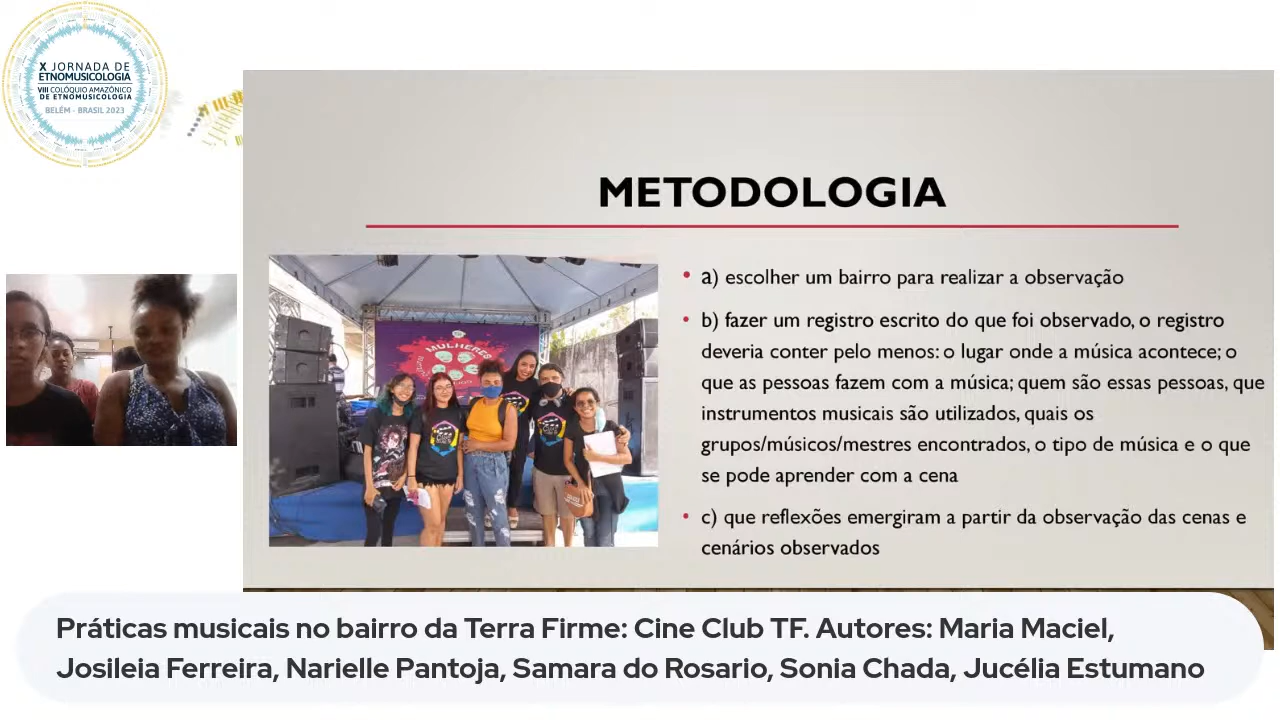 X JORNADA DE
ETNOMUSICOLOGIA
VIII COLÓQUIO AMAZÔNICO
DE ETNOMUSICOLOGIA
BELÉM - BRASIL 2023
METODOLOGIA
MULHERES
• a) escolher um bairro para realizar a observação
• b) fazer um registro escrito do que foi observado, o registro
deveria conter pelo menos: o lugar onde a música acontece; o
que as pessoas fazem com a música; quem são essas pessoas, que
instrumentos musicais são utilizados, quais os
grupos/músicos/mestres encontrados, o tipo de música e o que
se pode aprender com a cena
• c) que reflexões emergiram a partir da observação das cenas e
cenários observados
Práticas musicais no bairro da Terra Firme: Cine Club TF. Autores: Maria Maciel,
Josileia Ferreira, Narielle Pantoja, Samara do Rosario, Sonia Chada, Jucélia Estumano